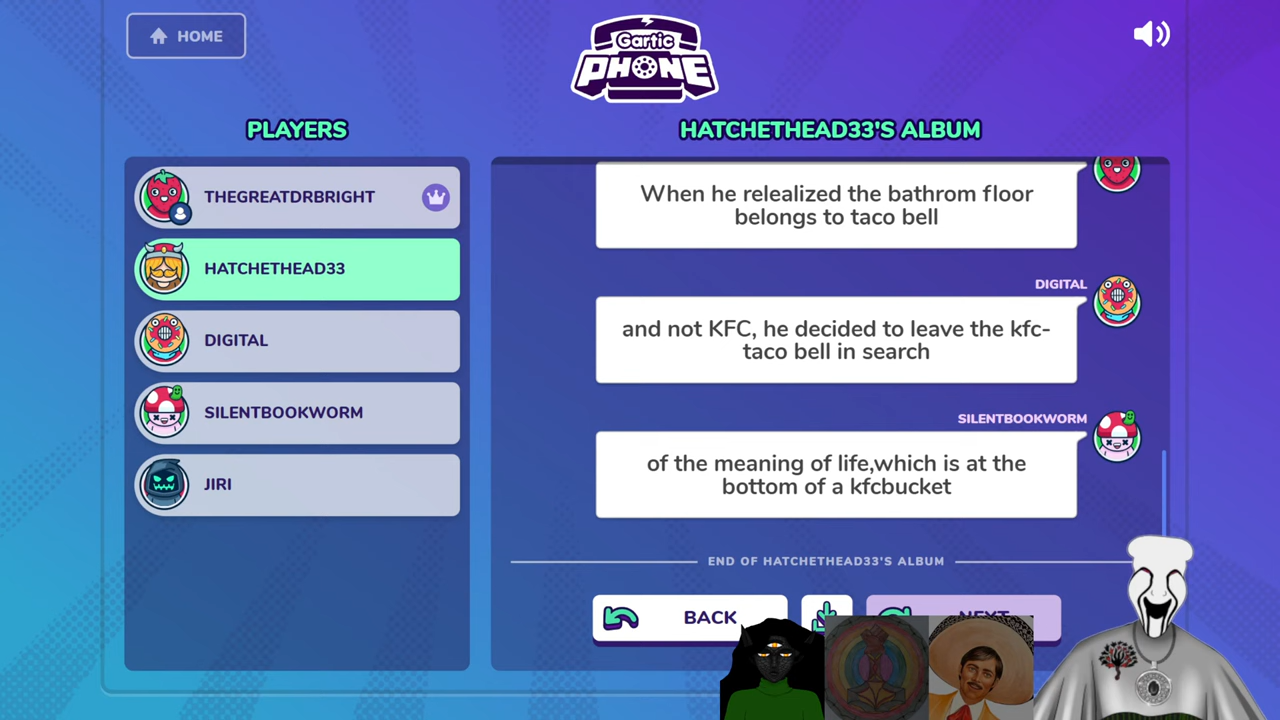 HOME
Gartic
PHONE
PLAYERS
THEGREATDRBRIGHT
HATCHETHEAD33
DIGITAL
SILENTBOOKWORM
JIRI
HATCHETHEAD33'S ALBUM
When he relealized the bathrom floor
belongs to taco bell
DIGITAL
and not KFC, he decided to leave the kfc-
taco bell in search
SILENTBOOKWORM
of the meaning of life,which is at the
bottom of a kfcbucket
END OF HATCHETHEAD33'S ALBUM
BACK
NEXT